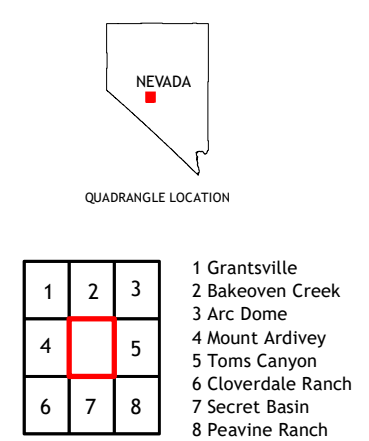 NEVADA
QUADRANGLE LOCATION
1 2 3
4 5
6 7 8
1 Grantsville
2 Bakeoven Creek
3 Arc Dome
4 Mount Ardivey
5 Toms Canyon
6 Cloverdale Ranch
7 Secret Basin
8 Peavine Ranch